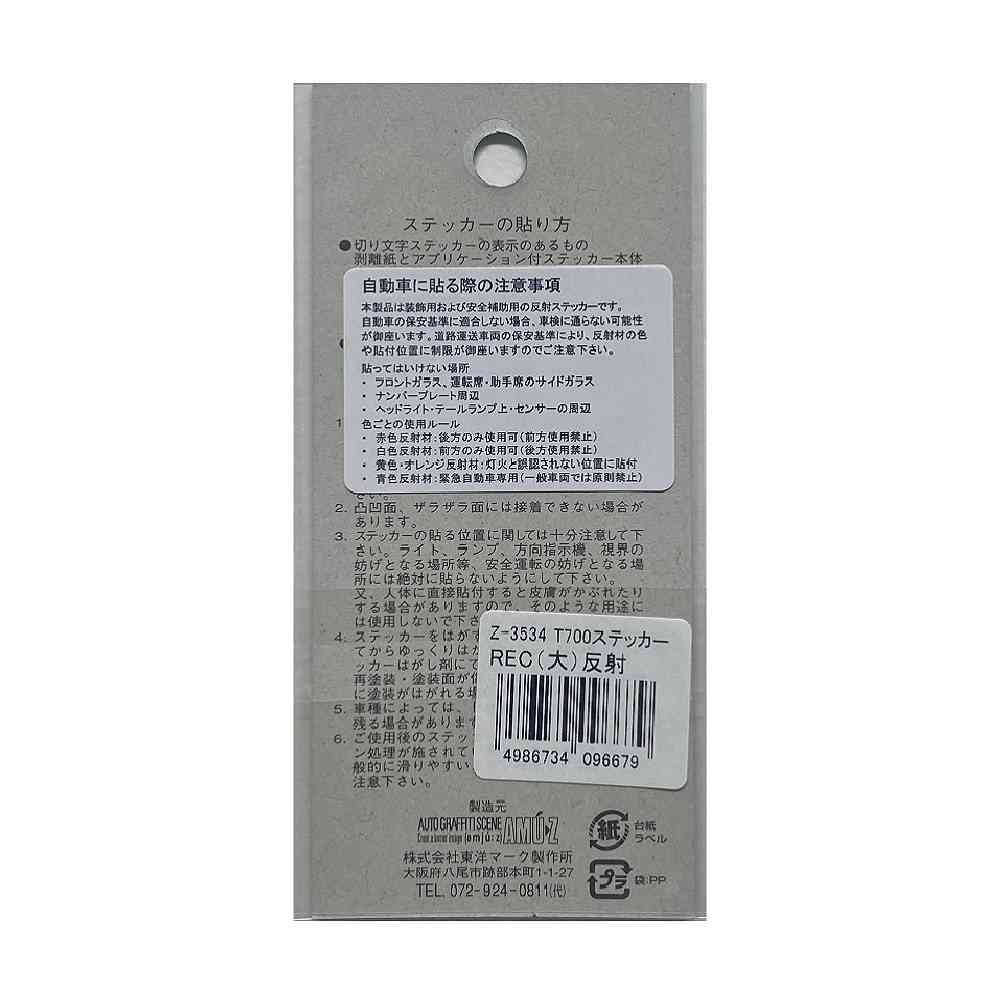 ステッカーの貼り方
●切り文字ステッカーの表示のあるもの
剥離紙とアプリケーション付ステッカー本体
自動車に貼る際の注意事項
本製品は装飾用および安全補助用の反射ステッカーです。
自動車の保安基準に適合しない場合、車検に通らない可能性
が御座います。道路運送車両の保安基準により、反射材の色
や貼付位置に制限が御座いますのでご注意下さい。
貼ってはいけない場所
・ フロントガラス、運転席・助手席のサイドガラス
・ ナンバープレート周辺
・ ヘッドライト・テールランプ上・センサーの周辺
色ごとの使用ルール
・ 赤色反射材:後方のみ使用可(前方使用禁止)
・ 白色反射材:前方のみ使用可(後方使用禁止)
・ 黄色・オレンジ反射材:灯火と誤認されない位置に貼付
・ 青色反射材:緊急自動車専用(一般車両では原則禁止)
1
さい。
2. 凸凹面、ザラザラ面には接着できない場合が
あります。
3. ステッカーの貼る位置に関しては十分注意して下
さい。ライト、ランプ、方向指示機、視界の
妨げとなる場所等、安全運転の妨げとなる場
所には絶対に貼らないようにして下さい。
又、人体に直接貼付すると皮膚がかぶれたり
する場合がありますので、そのような用途に
は使用しないで下さ
4. ステッカーをはがす
てからゆっくりはか
ッカーはがし剤にて
再塗装・塗装面が
に塗装がはがれる場
5. 車種によっては、
残る場合があります
6. ご使用後のステッ
ン処理が施されて
般的に滑りやすい
注意下さい。
Z-3534 T700ステッカー
REC(大)反射
4986734 096679
製造元
AUTO GRAFFITI SCENE
[əmjú:z]
AMÚ・Z
株式会社東洋マーク製作所
大阪府八尾市跡部本町1-1-27
TEL. 072-924-0811(代)
紙
台紙
ラベル
プラ
袋:PP